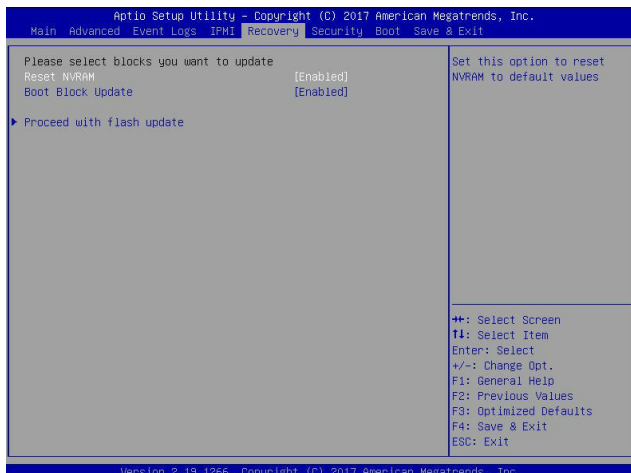 Aptio Setup Utility – Copyright (C) 2017 American Megatrends, Inc.
Main Advanced Event Logs IPMI Recovery Security Boot Save & Exit
Please select blocks you want to update
Reset NVRAM [Enabled]
Boot Block Update [Enabled]
Proceed with flash update
Set this option to reset
NVRAM to default values
→←: Select Screen
↑↓: Select Item
Enter: Select
+/-: Change Opt.
F1: General Help
F2: Previous Values
F3: Optimized Defaults
F4: Save & Exit
ESC: Exit
Version 2.19.1266. Copyright (C) 2017 American Megatrends, Inc.